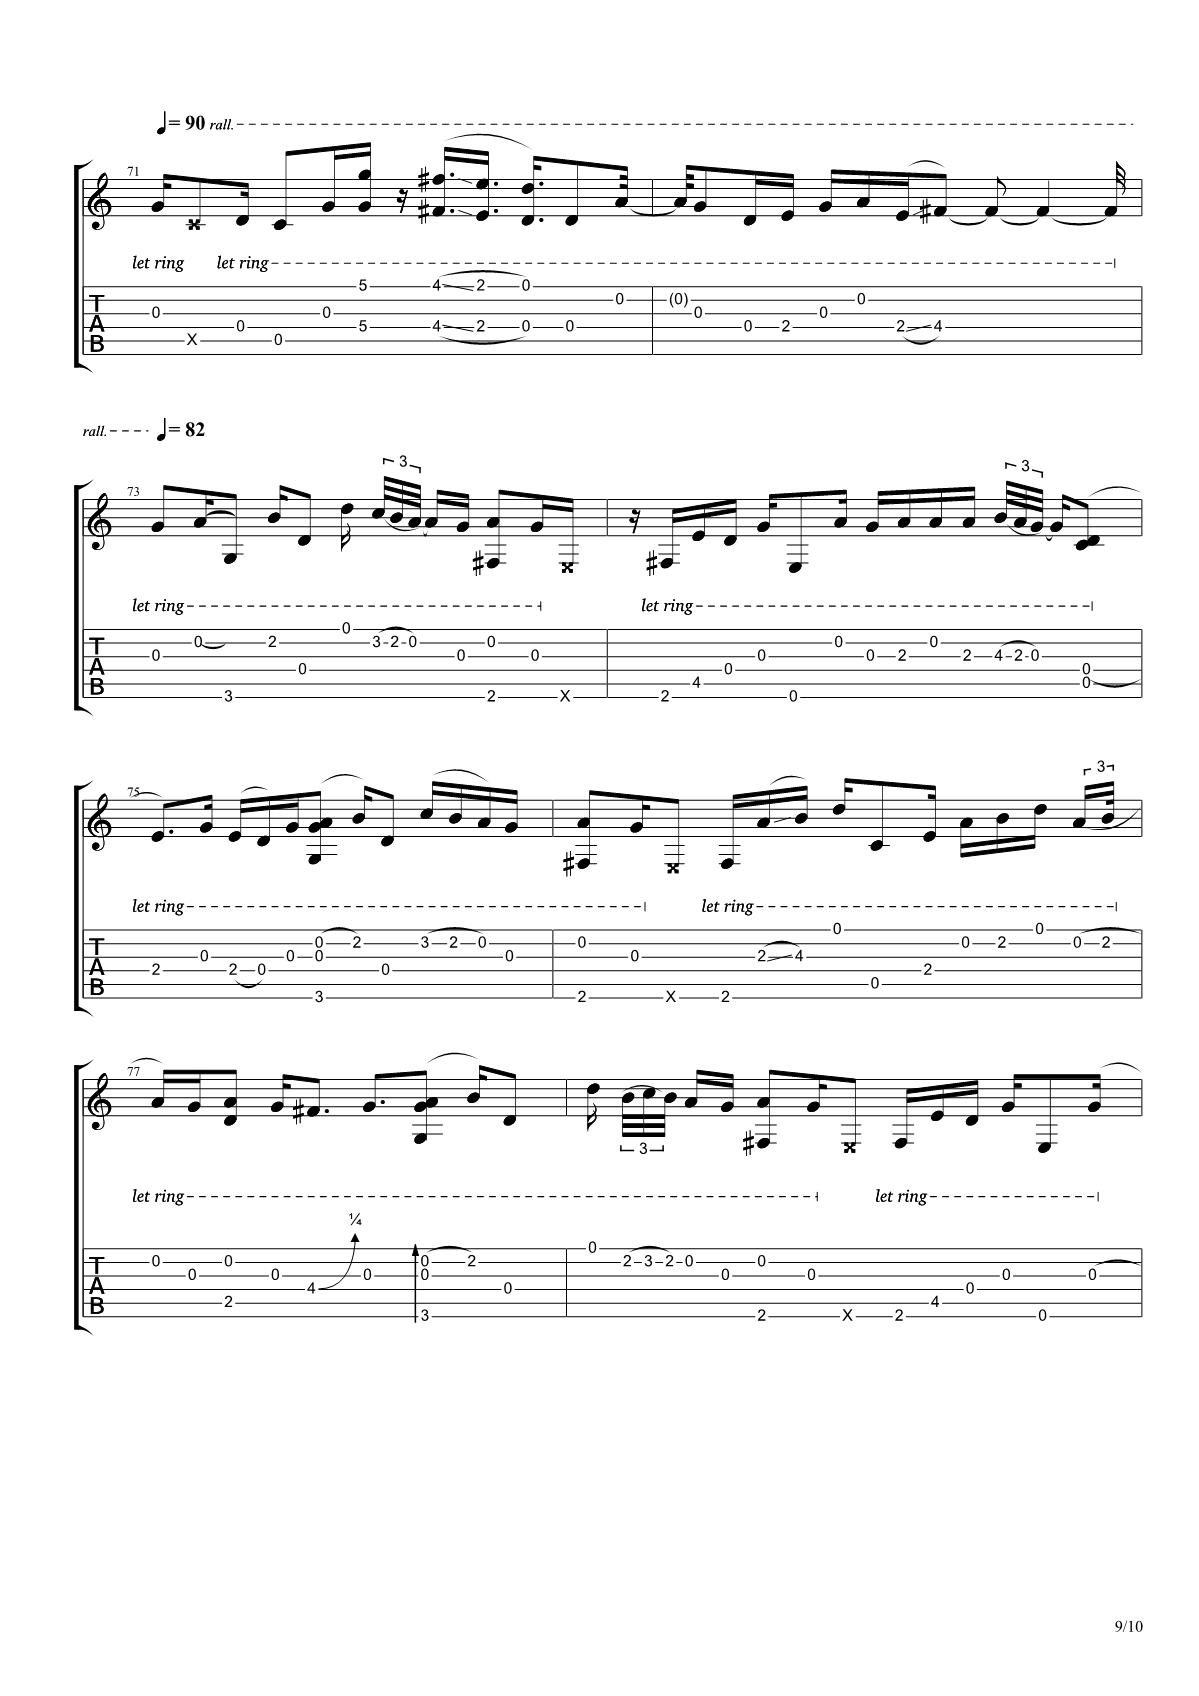 ♩= 90 rall.
71
let ring let ring
5 4 2 0
T 0 (0) 0
0 0 0 0
A 0 5 4 2 0 0 0 2 2 4
B X 0
rall. ♩= 82
3 3
73
let ring let ring
0
T 0 2 3 2 0 0 0 0
0 0 0 0 0 2 2 4 2 0
A 0 0 0
B 4 0
3 2 X 2 0
3
75
let ring let ring
0 0
T 0 2 3 2 0 0 0 2 0 2
0 0 0 0 0 2 4
A 2 2 0 0 2
B 0
3 2 X 2
77
3
let ring let ring
¼
0
T 0 0 0 2 2 3 2 0 0
0 0 0 0 0 0 0 0
A 4 0 0
B 2 4
3 2 X 2 0
9/10